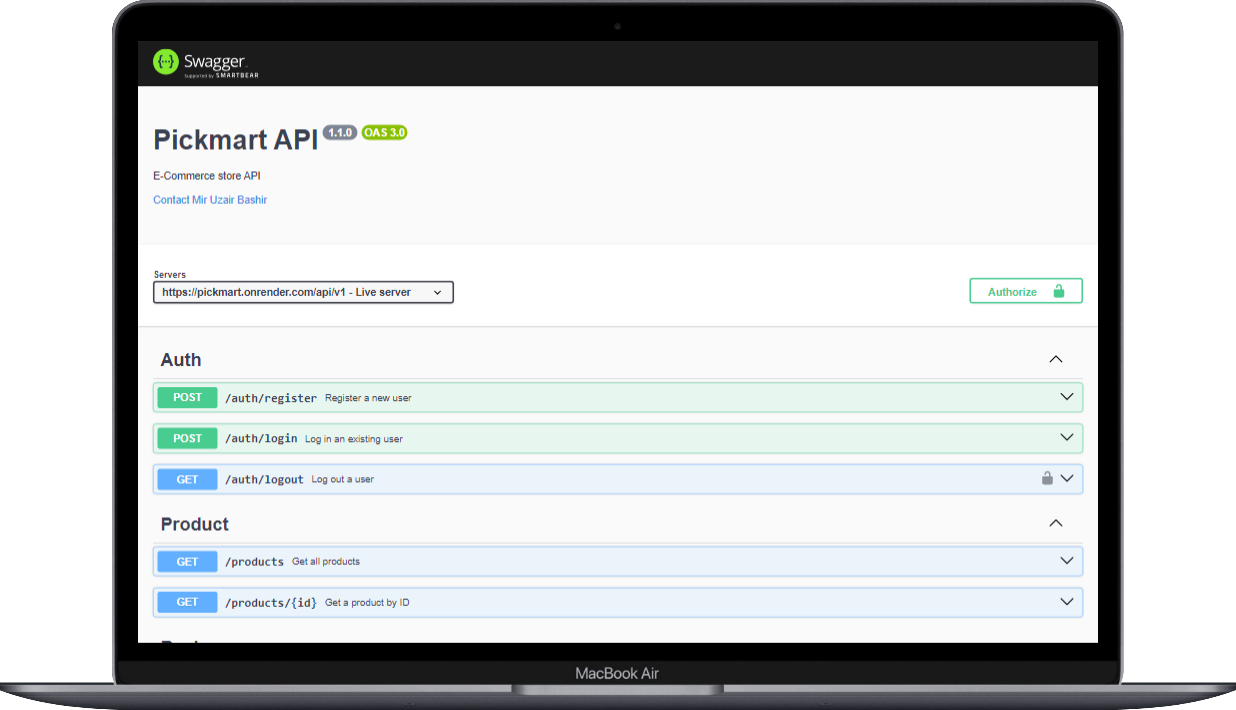 {···} Swagger
Supported by SMARTBEAR
Pickmart API 1.1.0 OAS 3.0
E-Commerce store API
Contact Mir Uzair Bashir
Servers
https://pickmart.onrender.com/api/v1 - Live server
Authorize
Auth
POST /auth/register Register a new user
POST /auth/login Log in an existing user
GET /auth/logout Log out a user
Product
GET /products Get all products
GET /products/{id} Get a product by ID
MacBook Air